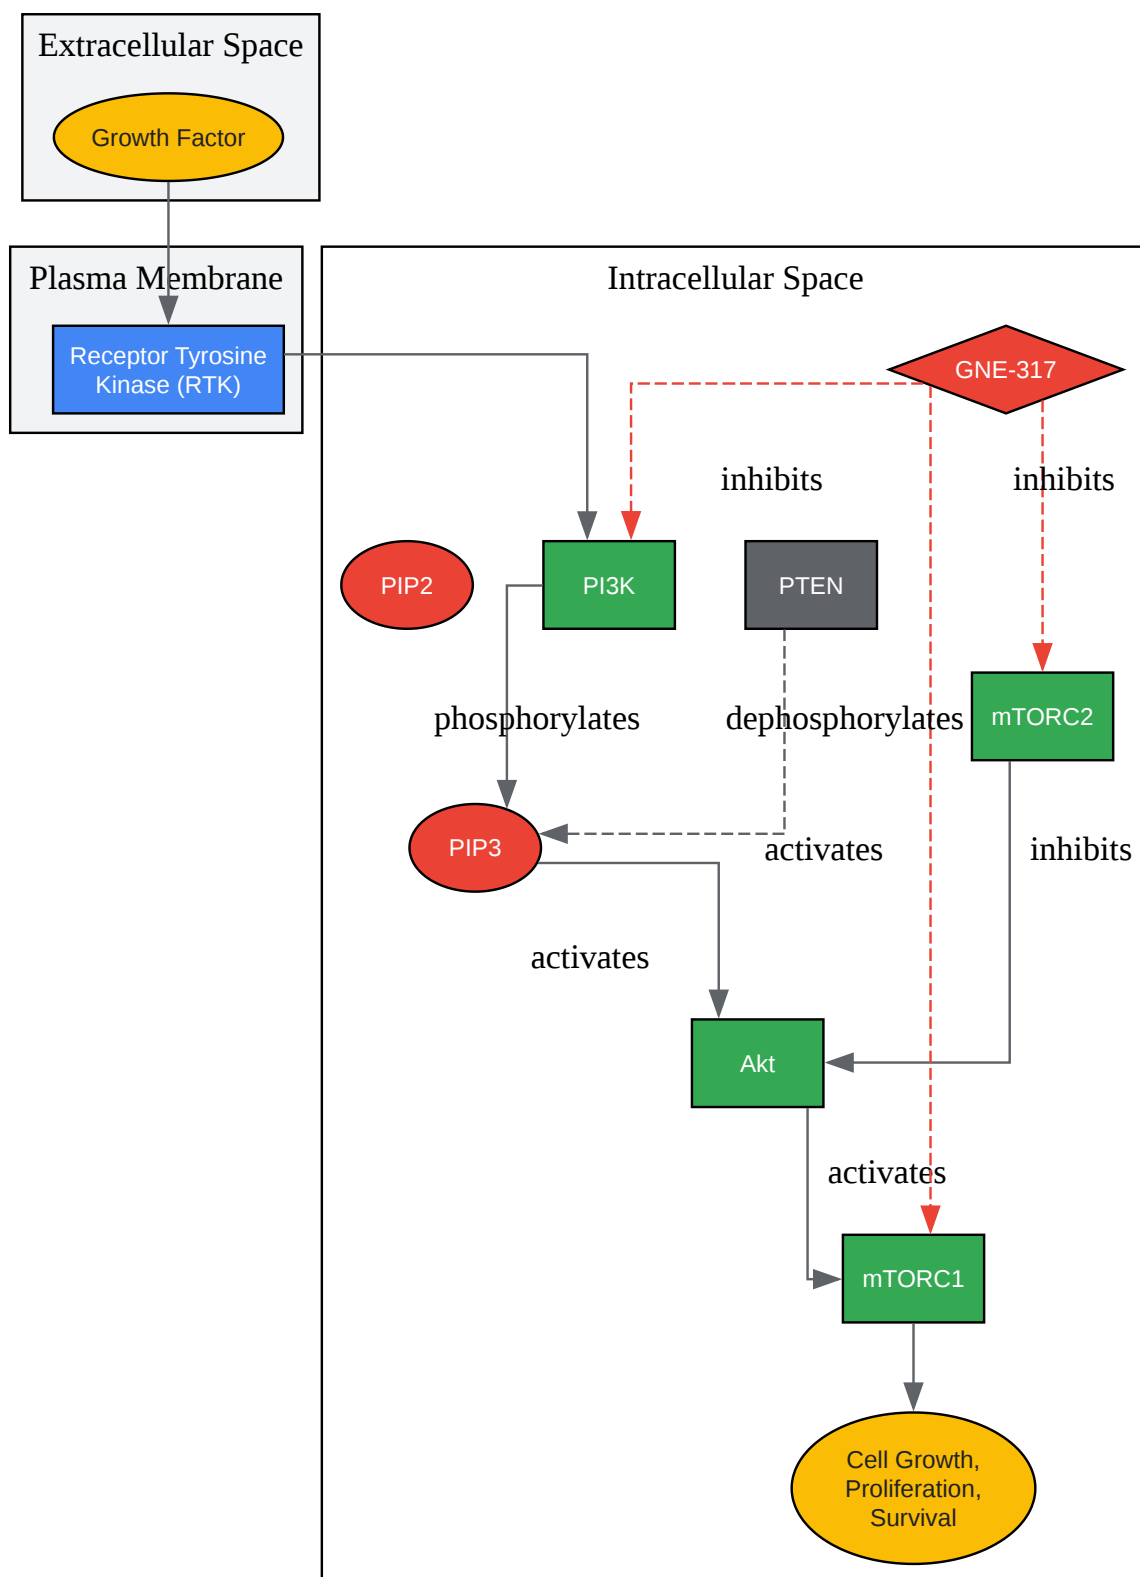 Extracellular Space
Growth Factor
Plasma Membrane
Intracellular Space
Receptor Tyrosine
Kinase (RTK)
GNE-317
inhibits
inhibits
PIP2
PI3K
PTEN
phosphorylates
dephosphorylates
mTORC2
PIP3
activates
inhibits
activates
Akt
activates
mTORC1
Cell Growth,
Proliferation,
Survival